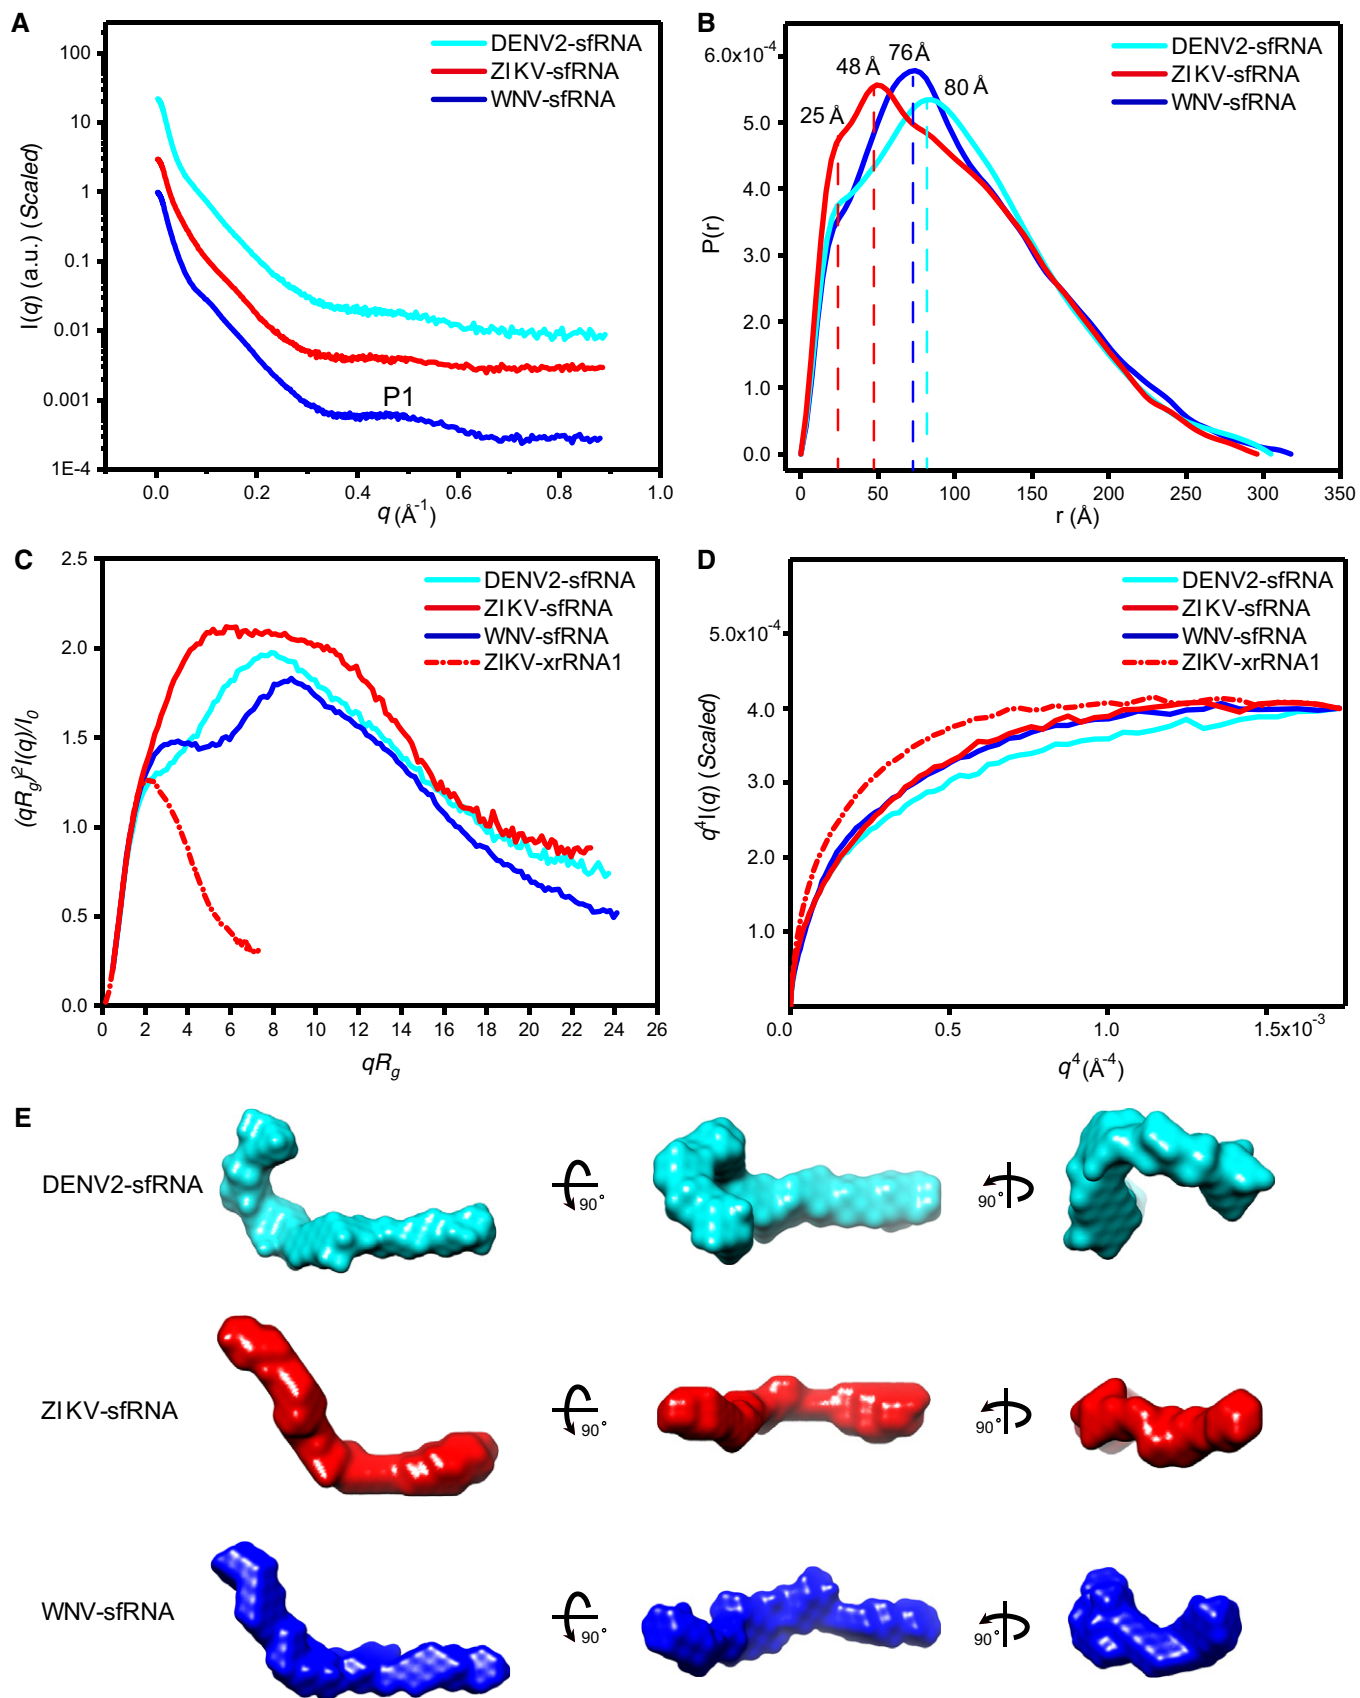 A
I(q) (a.u.) (Scaled)
100
10
1
0.1
0.01
0.001
1E-4
DENV2-sfRNA
ZIKV-sfRNA
WNV-sfRNA
P1
0.0 0.2 0.4 0.6 0.8 1.0
q (Å⁻¹)
B
P(r)
6.0x10⁻⁴
5.0
4.0
3.0
2.0
1.0
0.0
25 Å
48 Å
76 Å
80 Å
DENV2-sfRNA
ZIKV-sfRNA
WNV-sfRNA
0 50 100 150 200 250 300 350
r (Å)
C
(qRg)²I(q)/I₀
2.5
2.0
1.5
1.0
0.5
0.0
DENV2-sfRNA
ZIKV-sfRNA
WNV-sfRNA
ZIKV-xrRNA1
0 2 4 6 8 10 12 14 16 18 20 22 24 26
qRg
D
q⁴I(q) (Scaled)
5.0x10⁻⁴
4.0
3.0
2.0
1.0
DENV2-sfRNA
ZIKV-sfRNA
WNV-sfRNA
ZIKV-xrRNA1
0.0 0.5 1.0 1.5x10⁻³
q⁴ (Å⁻⁴)
E
DENV2-sfRNA
90°
90°
ZIKV-sfRNA
90°
90°
WNV-sfRNA
90°
90°